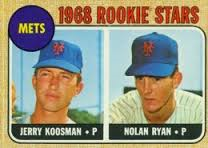 METS
1968 ROOKIE STARS
JERRY KOOSMAN • P
NOLAN RYAN • P